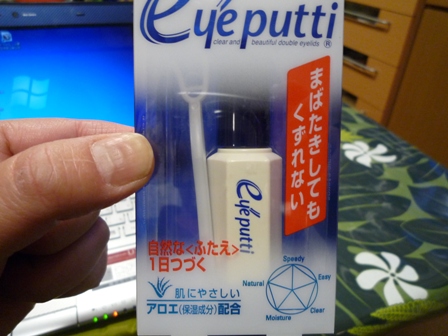 eyeputti®
clear and beautiful double eyelids
まばたきしても
くずれない
eyeputti
自然な<ふたえ>
1日つづく
肌にやさしい
アロエ(保湿成分)配合
Speedy
Easy
Clear
Moisture
Natural